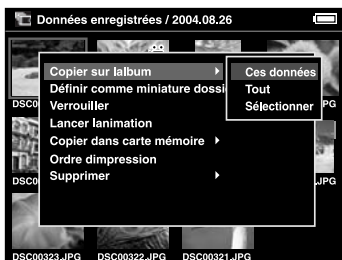 Données enregistrées / 2004.08.26
Copier sur lalbum
Ces données
Définir comme miniature dossi
Tout
Verrouiller
Sélectionner
PG
DSC0
Lancer lanimation
Copier dans carte mémoire
Ordre dimpression
Supprimer
DSC0
.JPG
DSC00323.JPG
DSC00322.JPG
DSC00321.JPG